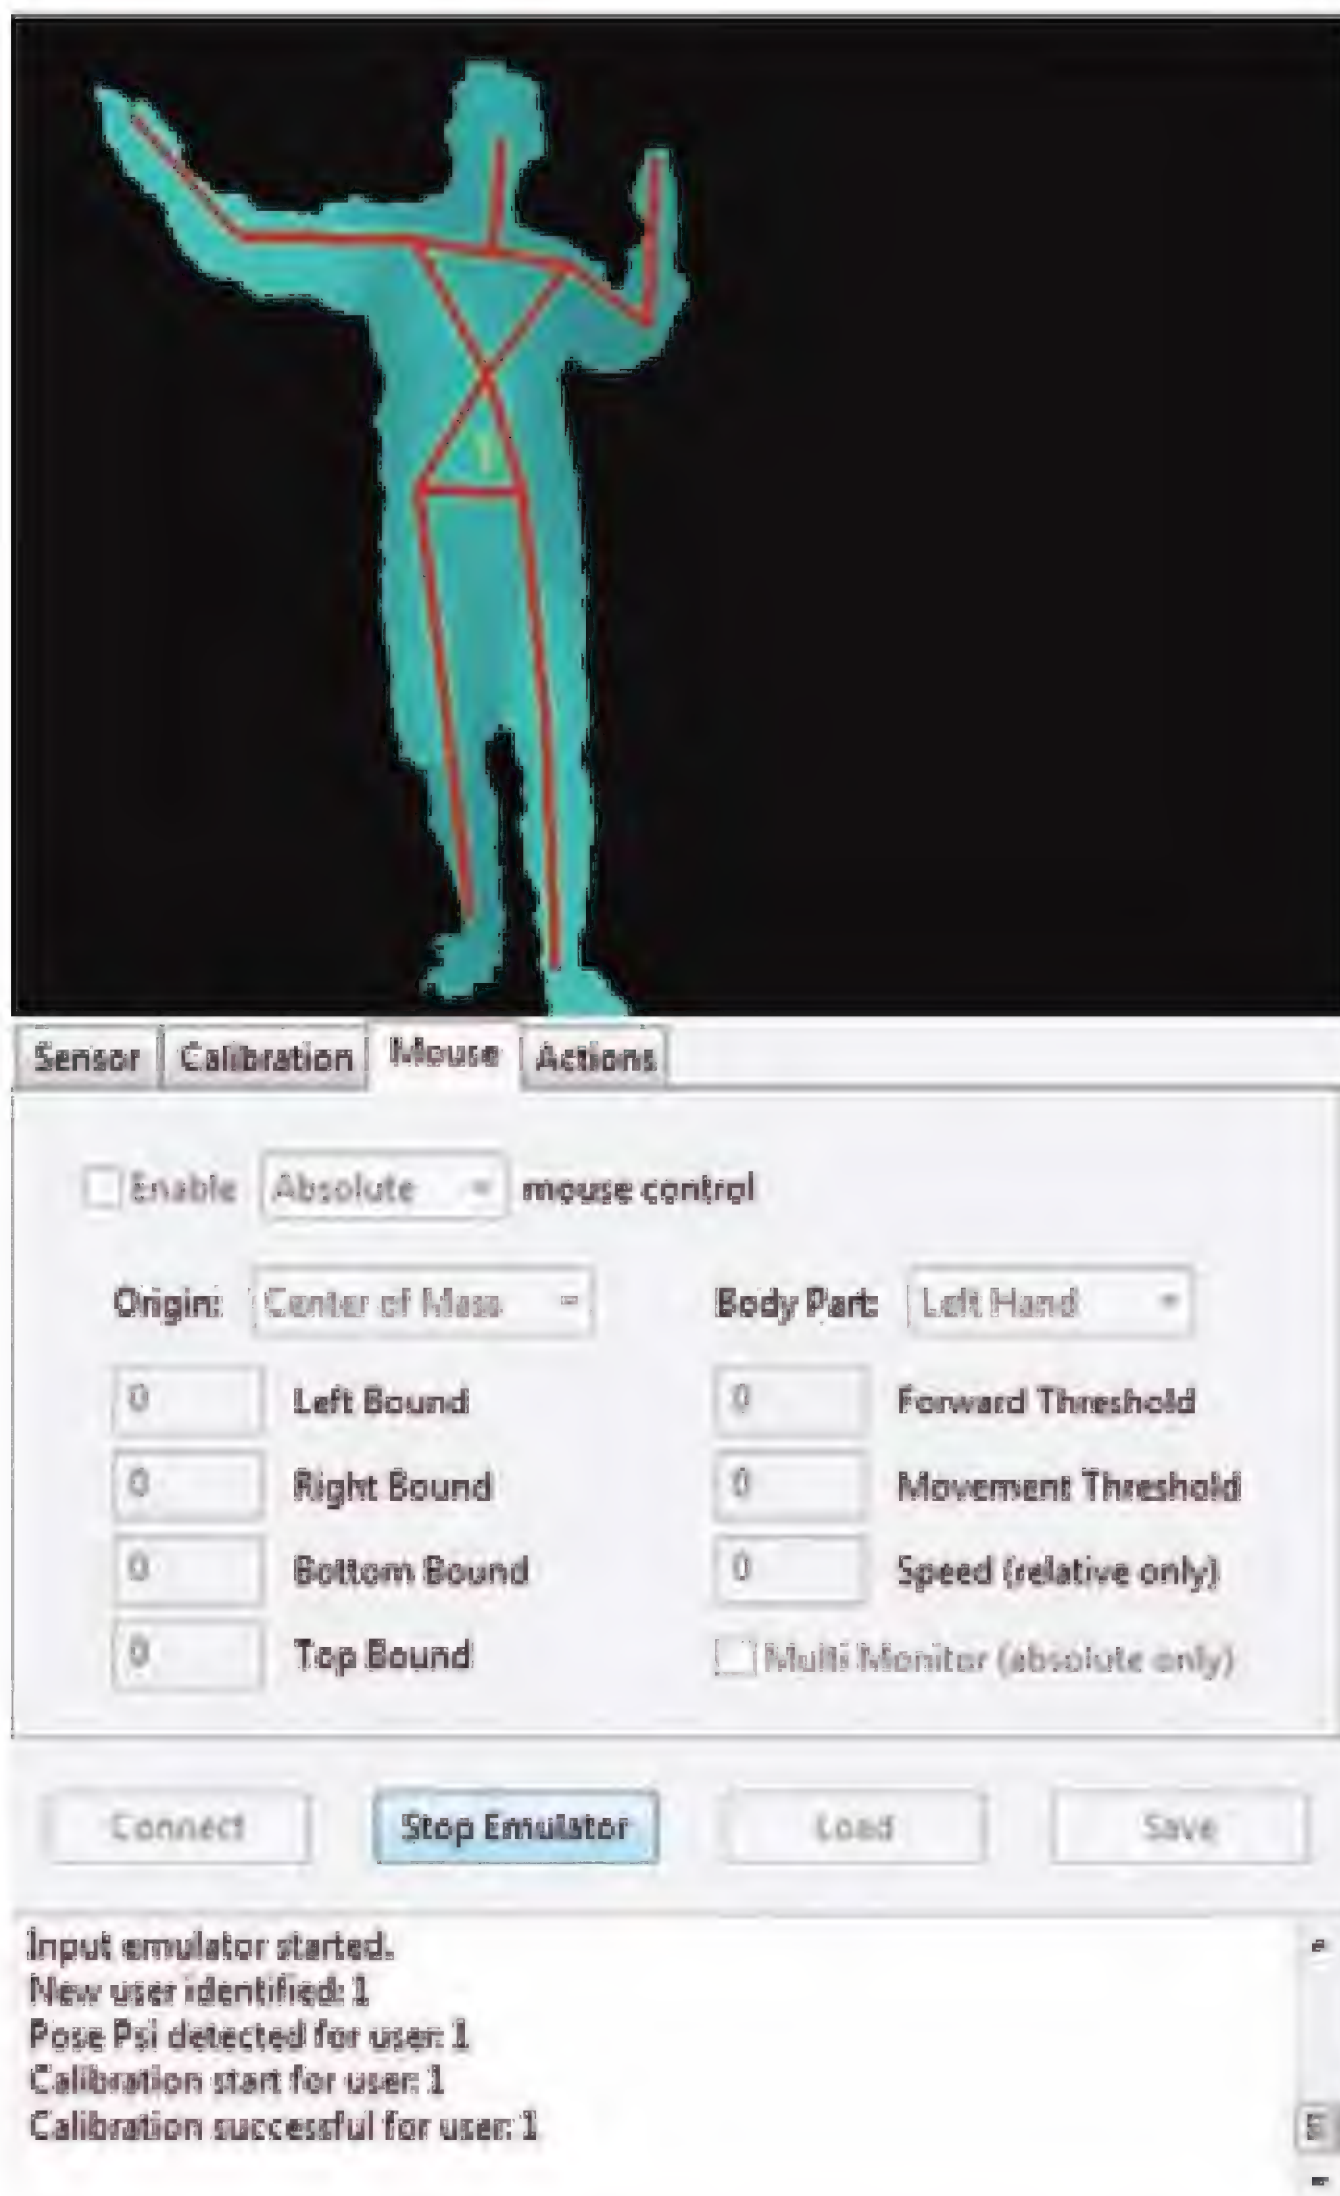 1
Sensor Calibration Mouse Actions
Enable Absolute mouse control
Origin: Center of Mass Body Part: Left Hand
0 Left Bound 0 Forward Threshold
0 Right Bound 0 Movement Threshold
0 Bottom Bound 0 Speed (relative only)
0 Top Bound Multi Monitor (absolute only)
Connect Stop Emulator Load Save
Input emulator started.
New user identified: 1
Pose Psi detected for user: 1
Calibration start for user: 1
Calibration successful for user: 1